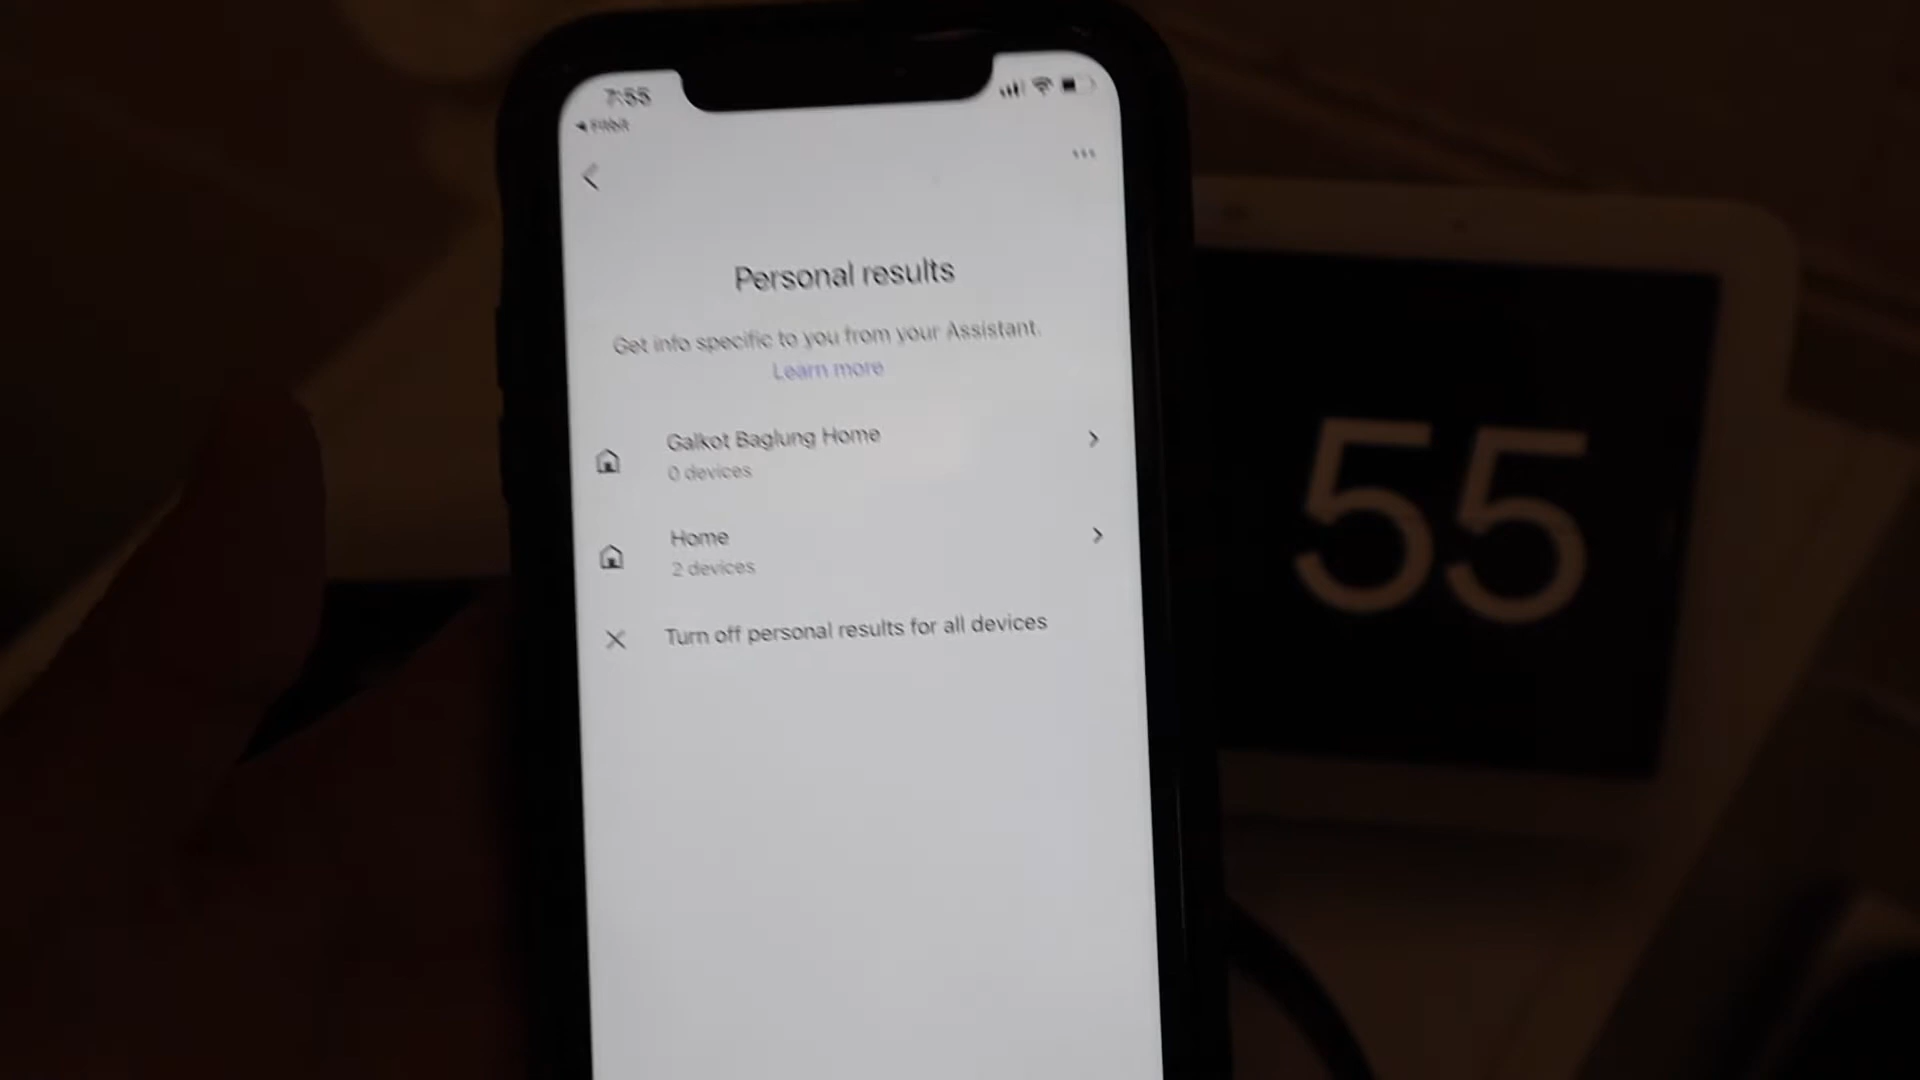 7:55
◄ Fitbit
Personal results
Get info specific to you from your Assistant.
Learn more
Galkot Baglung Home
0 devices
Home
2 devices
Turn off personal results for all devices
55